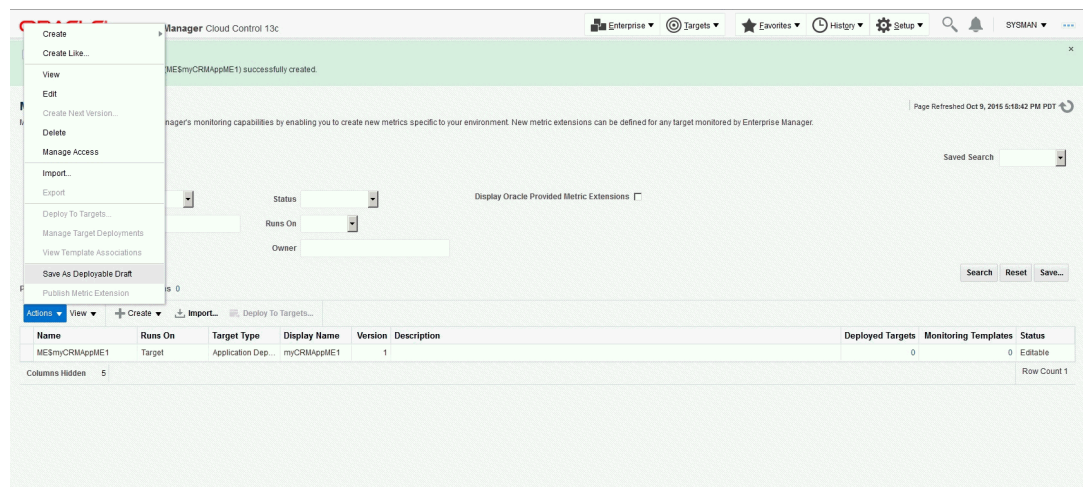 Manager Cloud Control 13c
Enterprise ▼ Targets ▼ Favorites ▼ History ▼ Setup ▼ SYSMAN ▼
Create
Create Like...
View
Edit
Create Next Version...
Delete
Manage Access
Import...
Export
Deploy To Targets...
Manage Target Deployments
View Template Associations
Save As Deployable Draft
Publish Metric Extension
(ME$myCRMAppME1) successfully created.
Page Refreshed Oct 9, 2015 5:18:42 PM PDT
nager's monitoring capabilities by enabling you to create new metrics specific to your environment. New metric extensions can be defined for any target monitored by Enterprise Manager.
Saved Search
Status
Display Oracle Provided Metric Extensions
Runs On
Owner
Search Reset Save...
s 0
Actions ▼ View ▼ Create ▼ Import... Deploy To Targets...
Name Runs On Target Type Display Name Version Description Deployed Targets Monitoring Templates Status
ME$myCRMAppME1 Target Application Dep... myCRMAppME1 1 0 0 Editable
Columns Hidden 5
Row Count 1